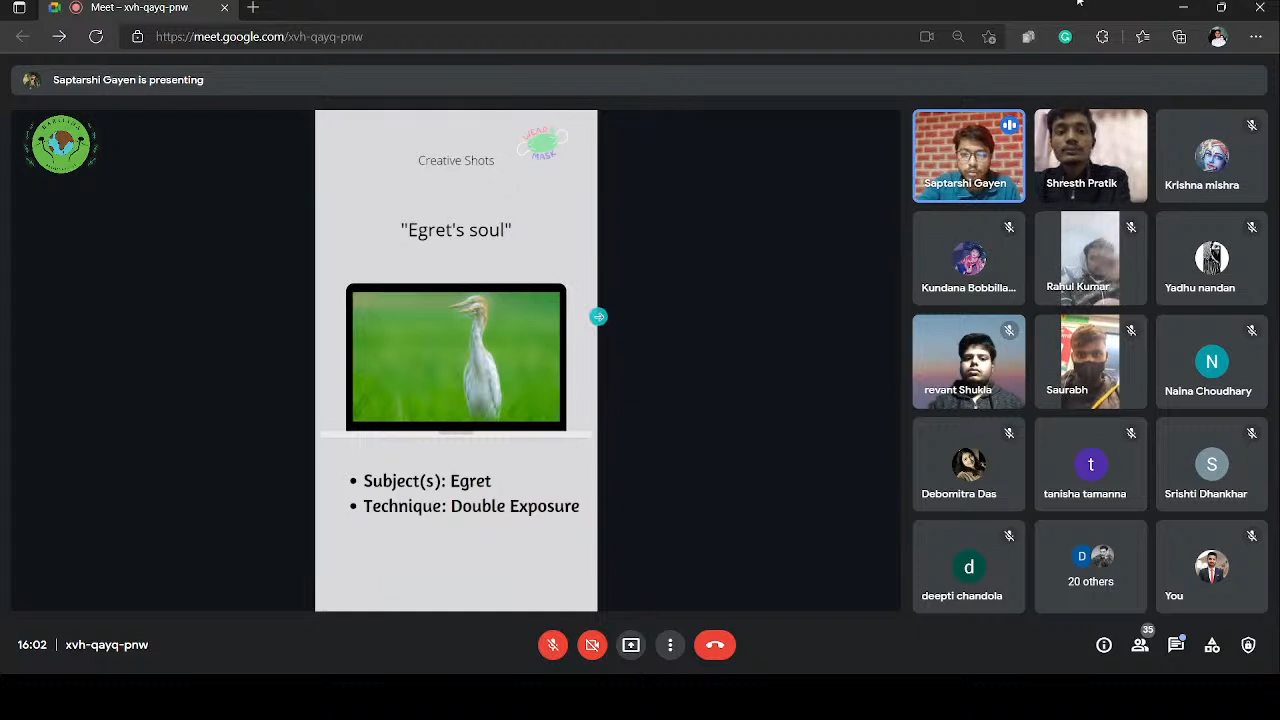 Meet – xvh-qayq-pnw
https://meet.google.com/xvh-qayq-pnw
Saptarshi Gayen is presenting
WEAR A
MASK
Creative Shots
"Egret's soul"
• Subject(s): Egret
• Technique: Double Exposure
Saptarshi Gayen
Shresth Pratik
Krishna mishra
Kundana Bobbilla...
Rahul Kumar
Yadhu nandan
revant Shukla
Saurabh
N
Naina Choudhary
Debomitra Das
t
tanisha tamanna
S
Srishti Dhankhar
d
deepti chandola
D
20 others
You
16:02 | xvh-qayq-pnw
35